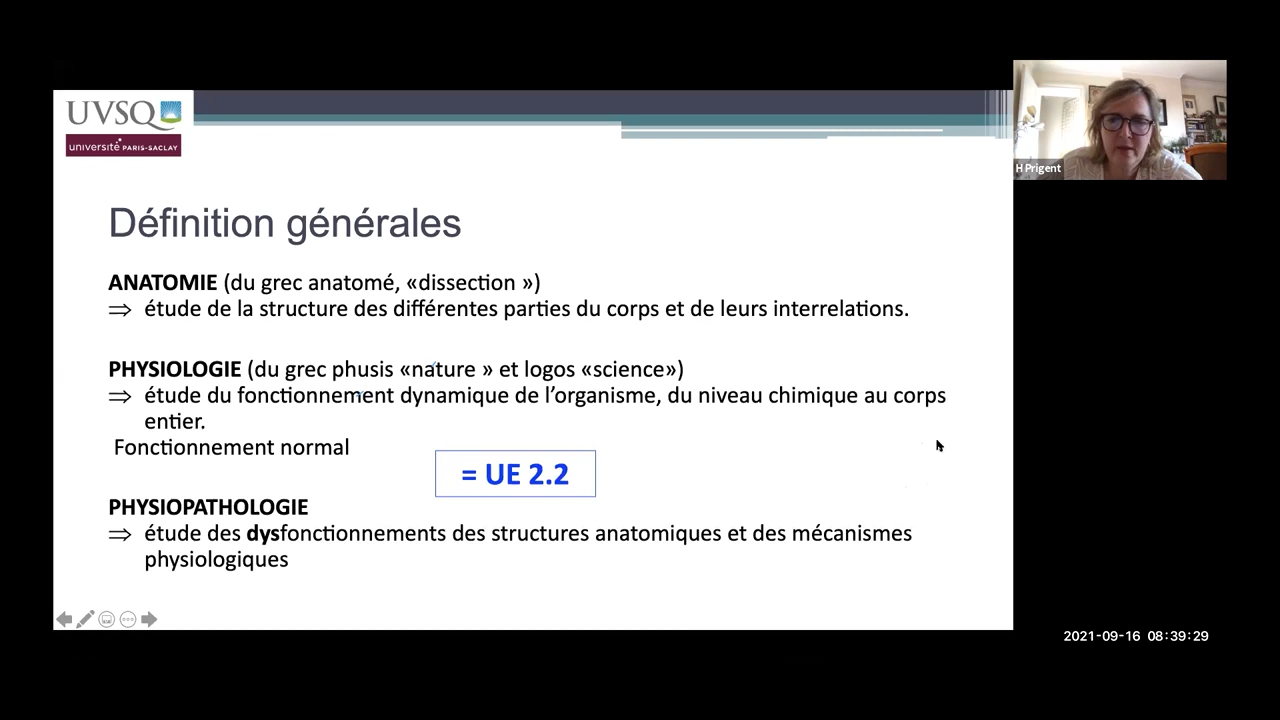 UVSQ
université PARIS-SACLAY
H Prigent
Définition générales
ANATOMIE (du grec anatomé, «dissection »)
⇒ étude de la structure des différentes parties du corps et de leurs interrelations.
PHYSIOLOGIE (du grec phusis «nature » et logos «science»)
⇒ étude du fonctionnement dynamique de l’organisme, du niveau chimique au corps
entier.
Fonctionnement normal
= UE 2.2
PHYSIOPATHOLOGIE
⇒ étude des dysfonctionnements des structures anatomiques et des mécanismes
physiologiques
2021-09-16 08:39:29